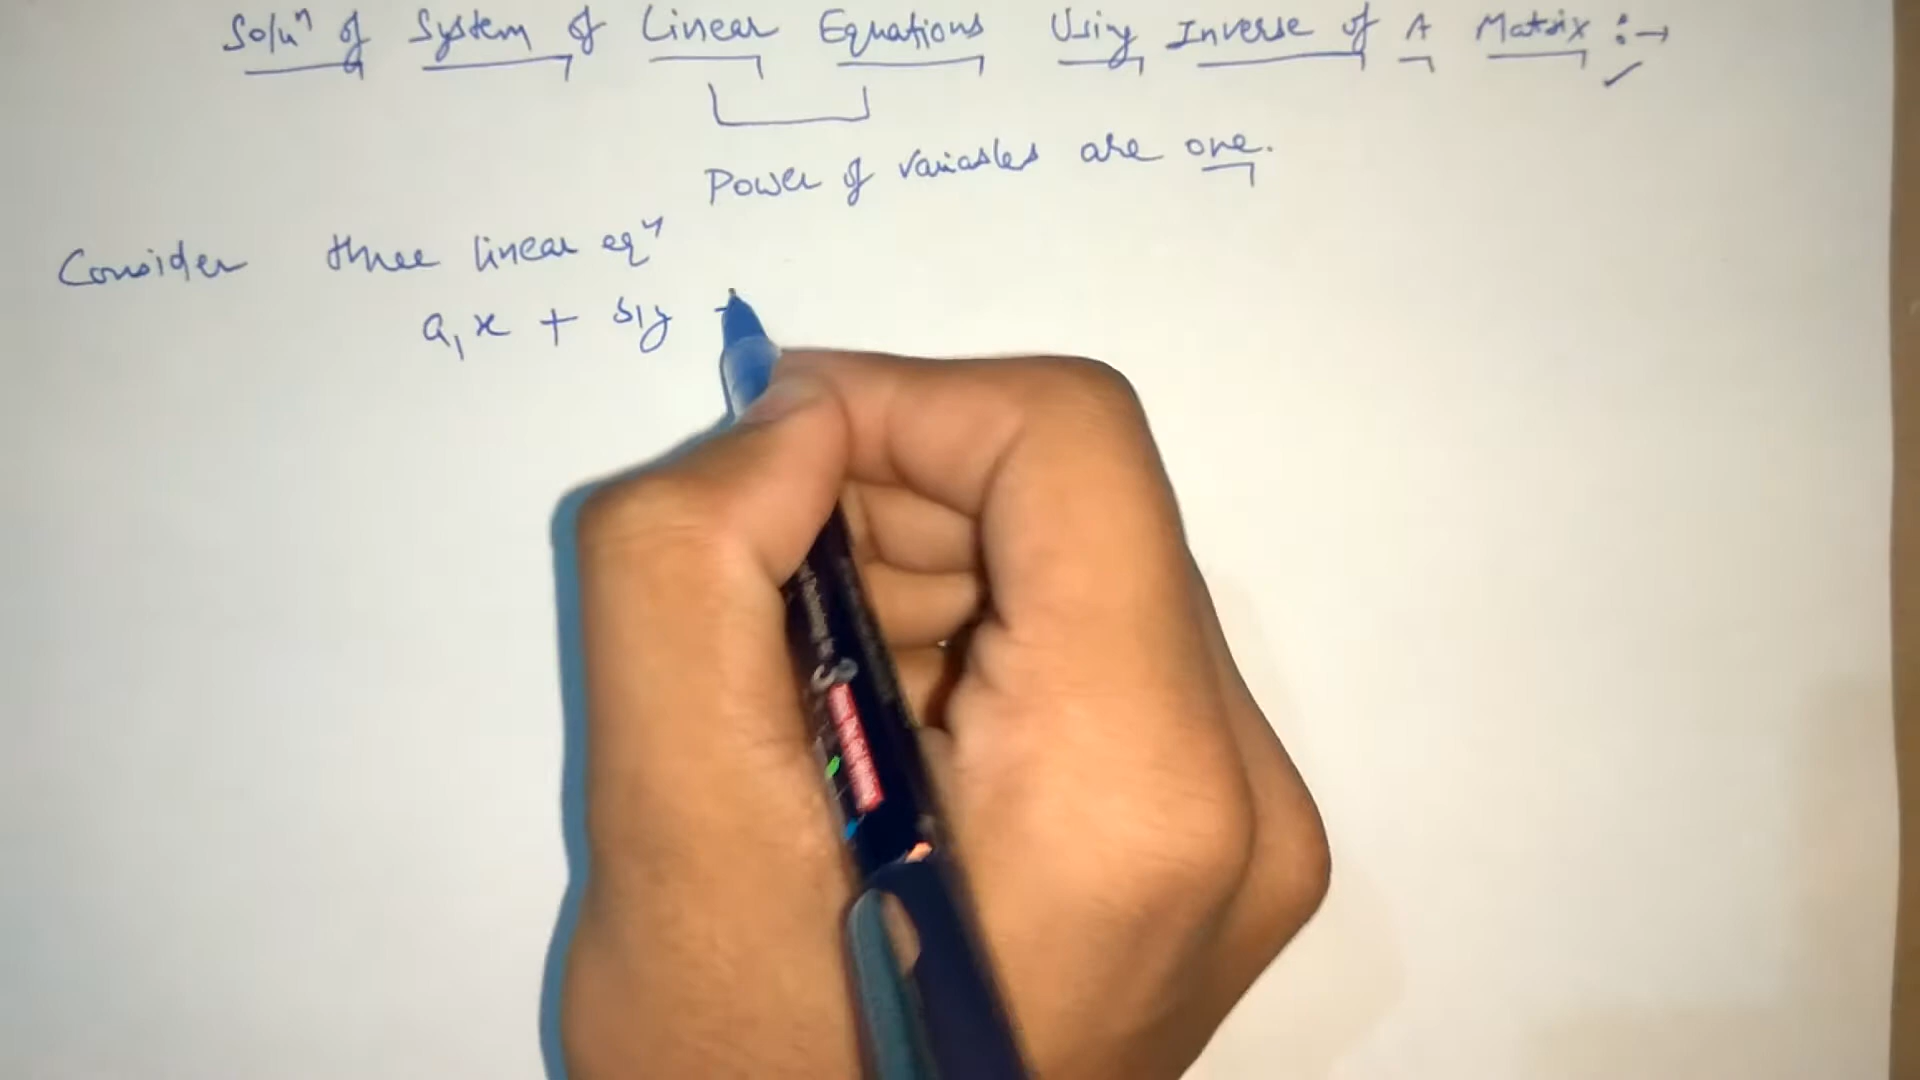 Soluⁿ of System of Linear Equations Using Inverse of A Matrix :→
Power of variables are one.
Consider three linear eqⁿ
a₁x + b₁y